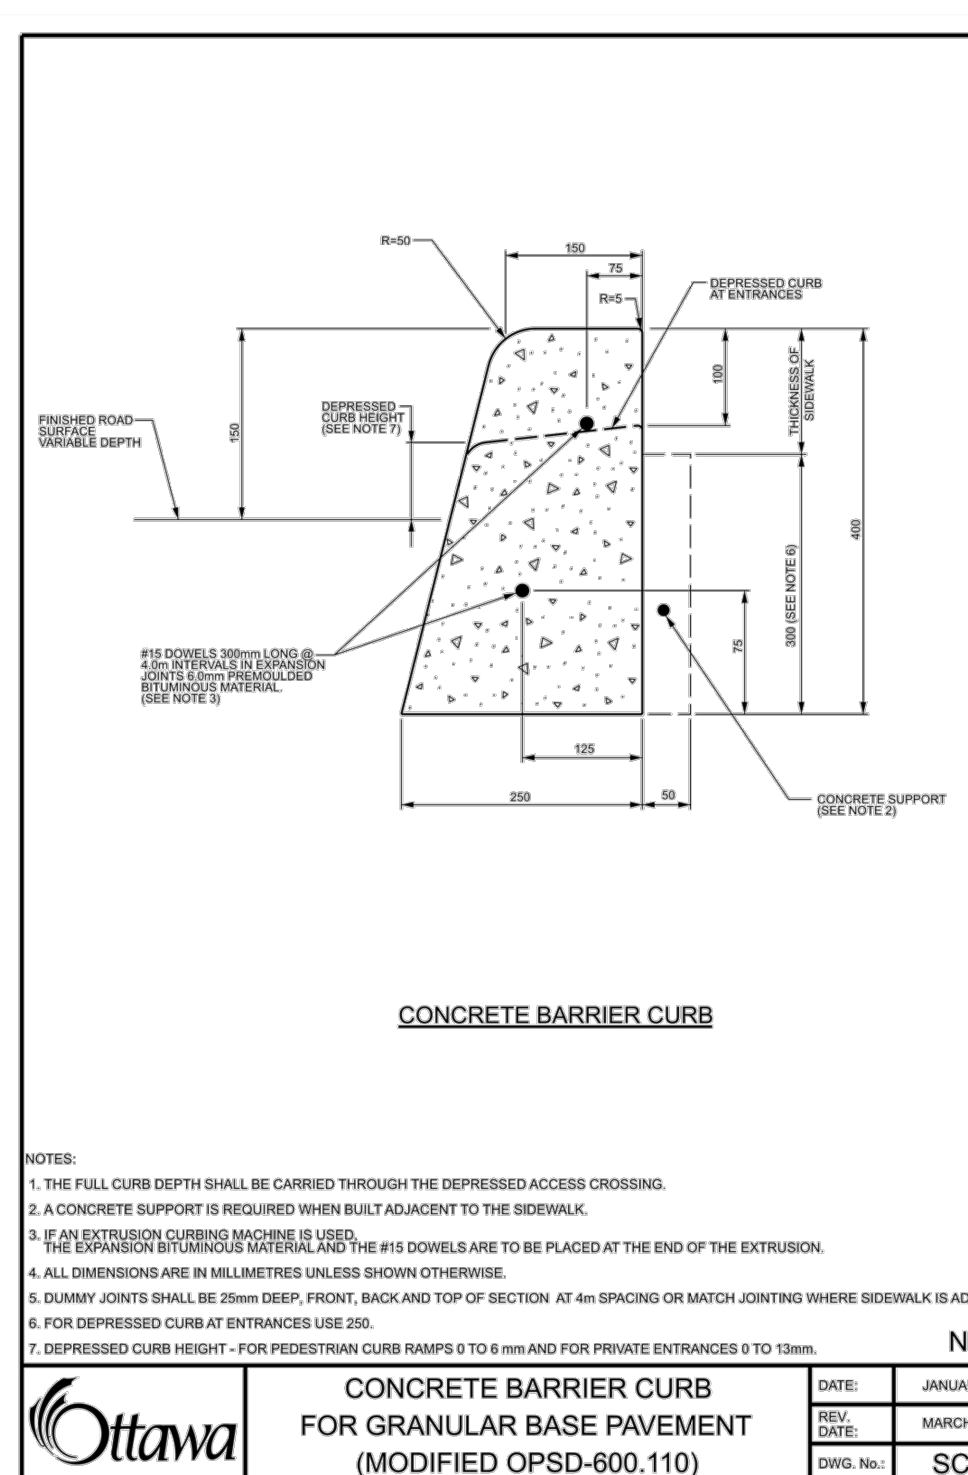 R=50
150
75
R=5
DEPRESSED CURB
AT ENTRANCES
THICKNESS OF
SIDEWALK
100
150
DEPRESSED
CURB HEIGHT
(SEE NOTE 7)
FINISHED ROAD
SURFACE
VARIABLE DEPTH
400
300 (SEE NOTE 6)
75
#15 DOWELS 300mm LONG @
4.0m INTERVALS IN EXPANSION
JOINTS 6.0mm PREMOULDED
BITUMINOUS MATERIAL.
(SEE NOTE 3)
125
250
50
CONCRETE SUPPORT
(SEE NOTE 2)
CONCRETE BARRIER CURB
NOTES:
1. THE FULL CURB DEPTH SHALL BE CARRIED THROUGH THE DEPRESSED ACCESS CROSSING.
2. A CONCRETE SUPPORT IS REQUIRED WHEN BUILT ADJACENT TO THE SIDEWALK.
3. IF AN EXTRUSION CURBING MACHINE IS USED,
THE EXPANSION BITUMINOUS MATERIAL AND THE #15 DOWELS ARE TO BE PLACED AT THE END OF THE EXTRUSION.
4. ALL DIMENSIONS ARE IN MILLIMETRES UNLESS SHOWN OTHERWISE.
5. DUMMY JOINTS SHALL BE 25mm DEEP, FRONT, BACK AND TOP OF SECTION AT 4m SPACING OR MATCH JOINTING WHERE SIDEWALK IS AD
6. FOR DEPRESSED CURB AT ENTRANCES USE 250.
7. DEPRESSED CURB HEIGHT - FOR PEDESTRIAN CURB RAMPS 0 TO 6 mm AND FOR PRIVATE ENTRANCES 0 TO 13mm.
N
Ottawa
CONCRETE BARRIER CURB
FOR GRANULAR BASE PAVEMENT
(MODIFIED OPSD-600.110)
DATE: JANUA
REV.
DATE: MARCH
DWG. No.: SC